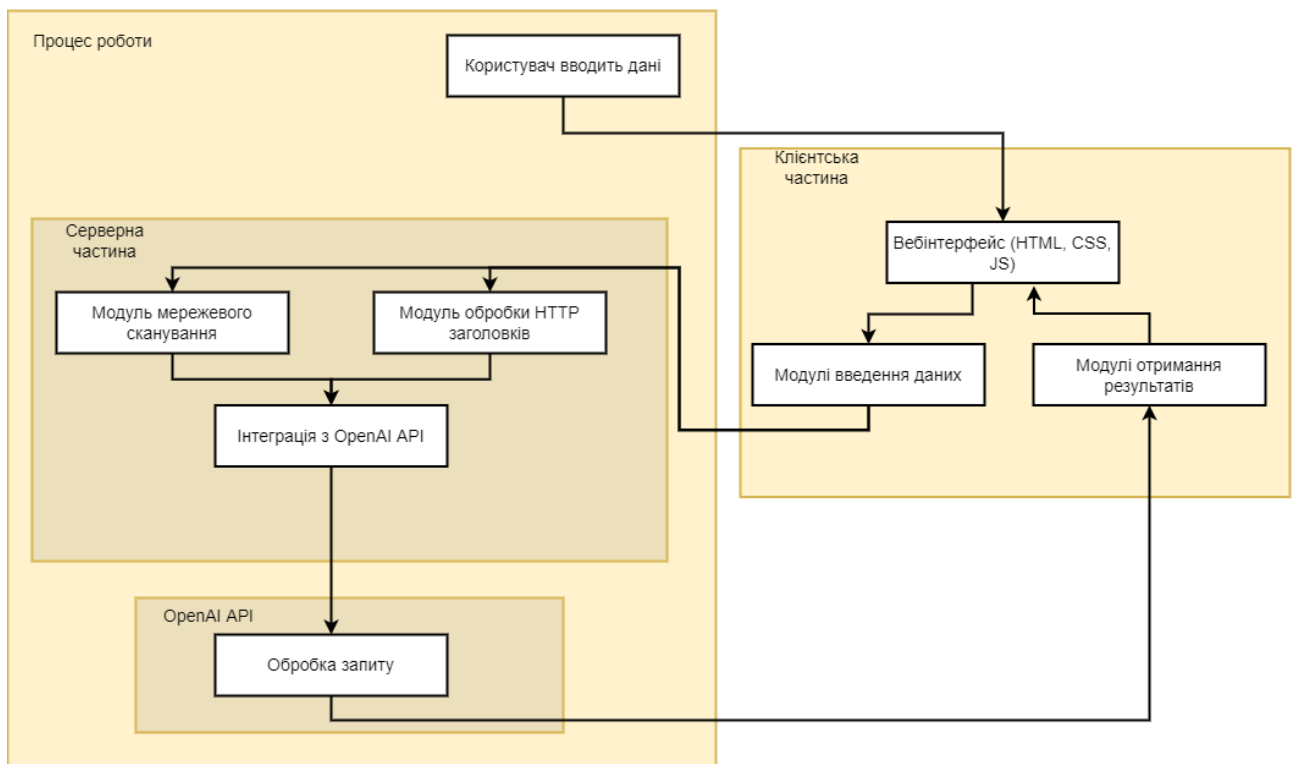 Процес роботи
Користувач вводить дані
Клієнтська
частина
Вебінтерфейс (HTML, CSS,
JS)
Серверна
частина
Модуль мережевого
сканування
Модуль обробки HTTP
заголовків
Модулі введення даних
Модулі отримання
результатів
Інтеграція з OpenAI API
OpenAI API
Обробка запиту